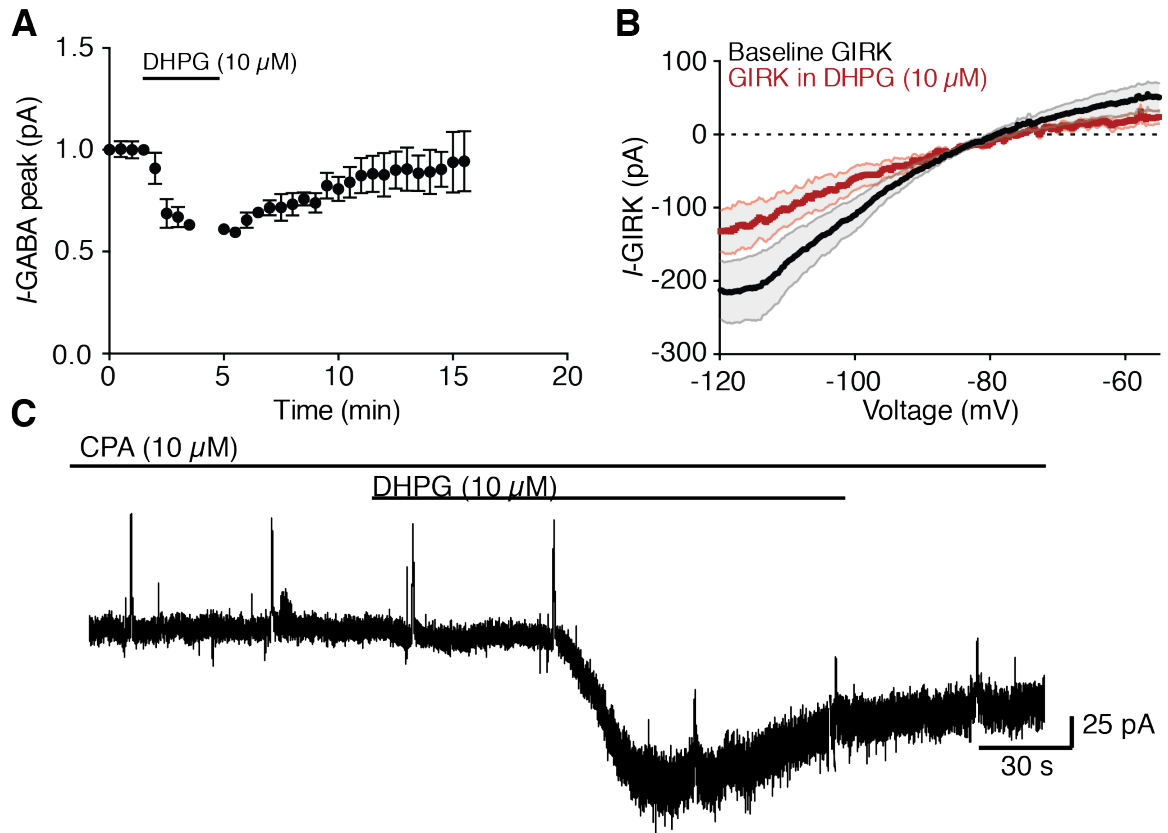 A
1.5
1.0
0.5
0.0
I-GABA peak (pA)
DHPG (10 µM)
0
5
10
15
20
Time (min)
B
100
0
-100
-200
-300
I-GIRK (pA)
Baseline GIRK
GIRK in DHPG (10 µM)
-120
-100
-80
-60
Voltage (mV)
C
CPA (10 µM)
DHPG (10 µM)
25 pA
30 s